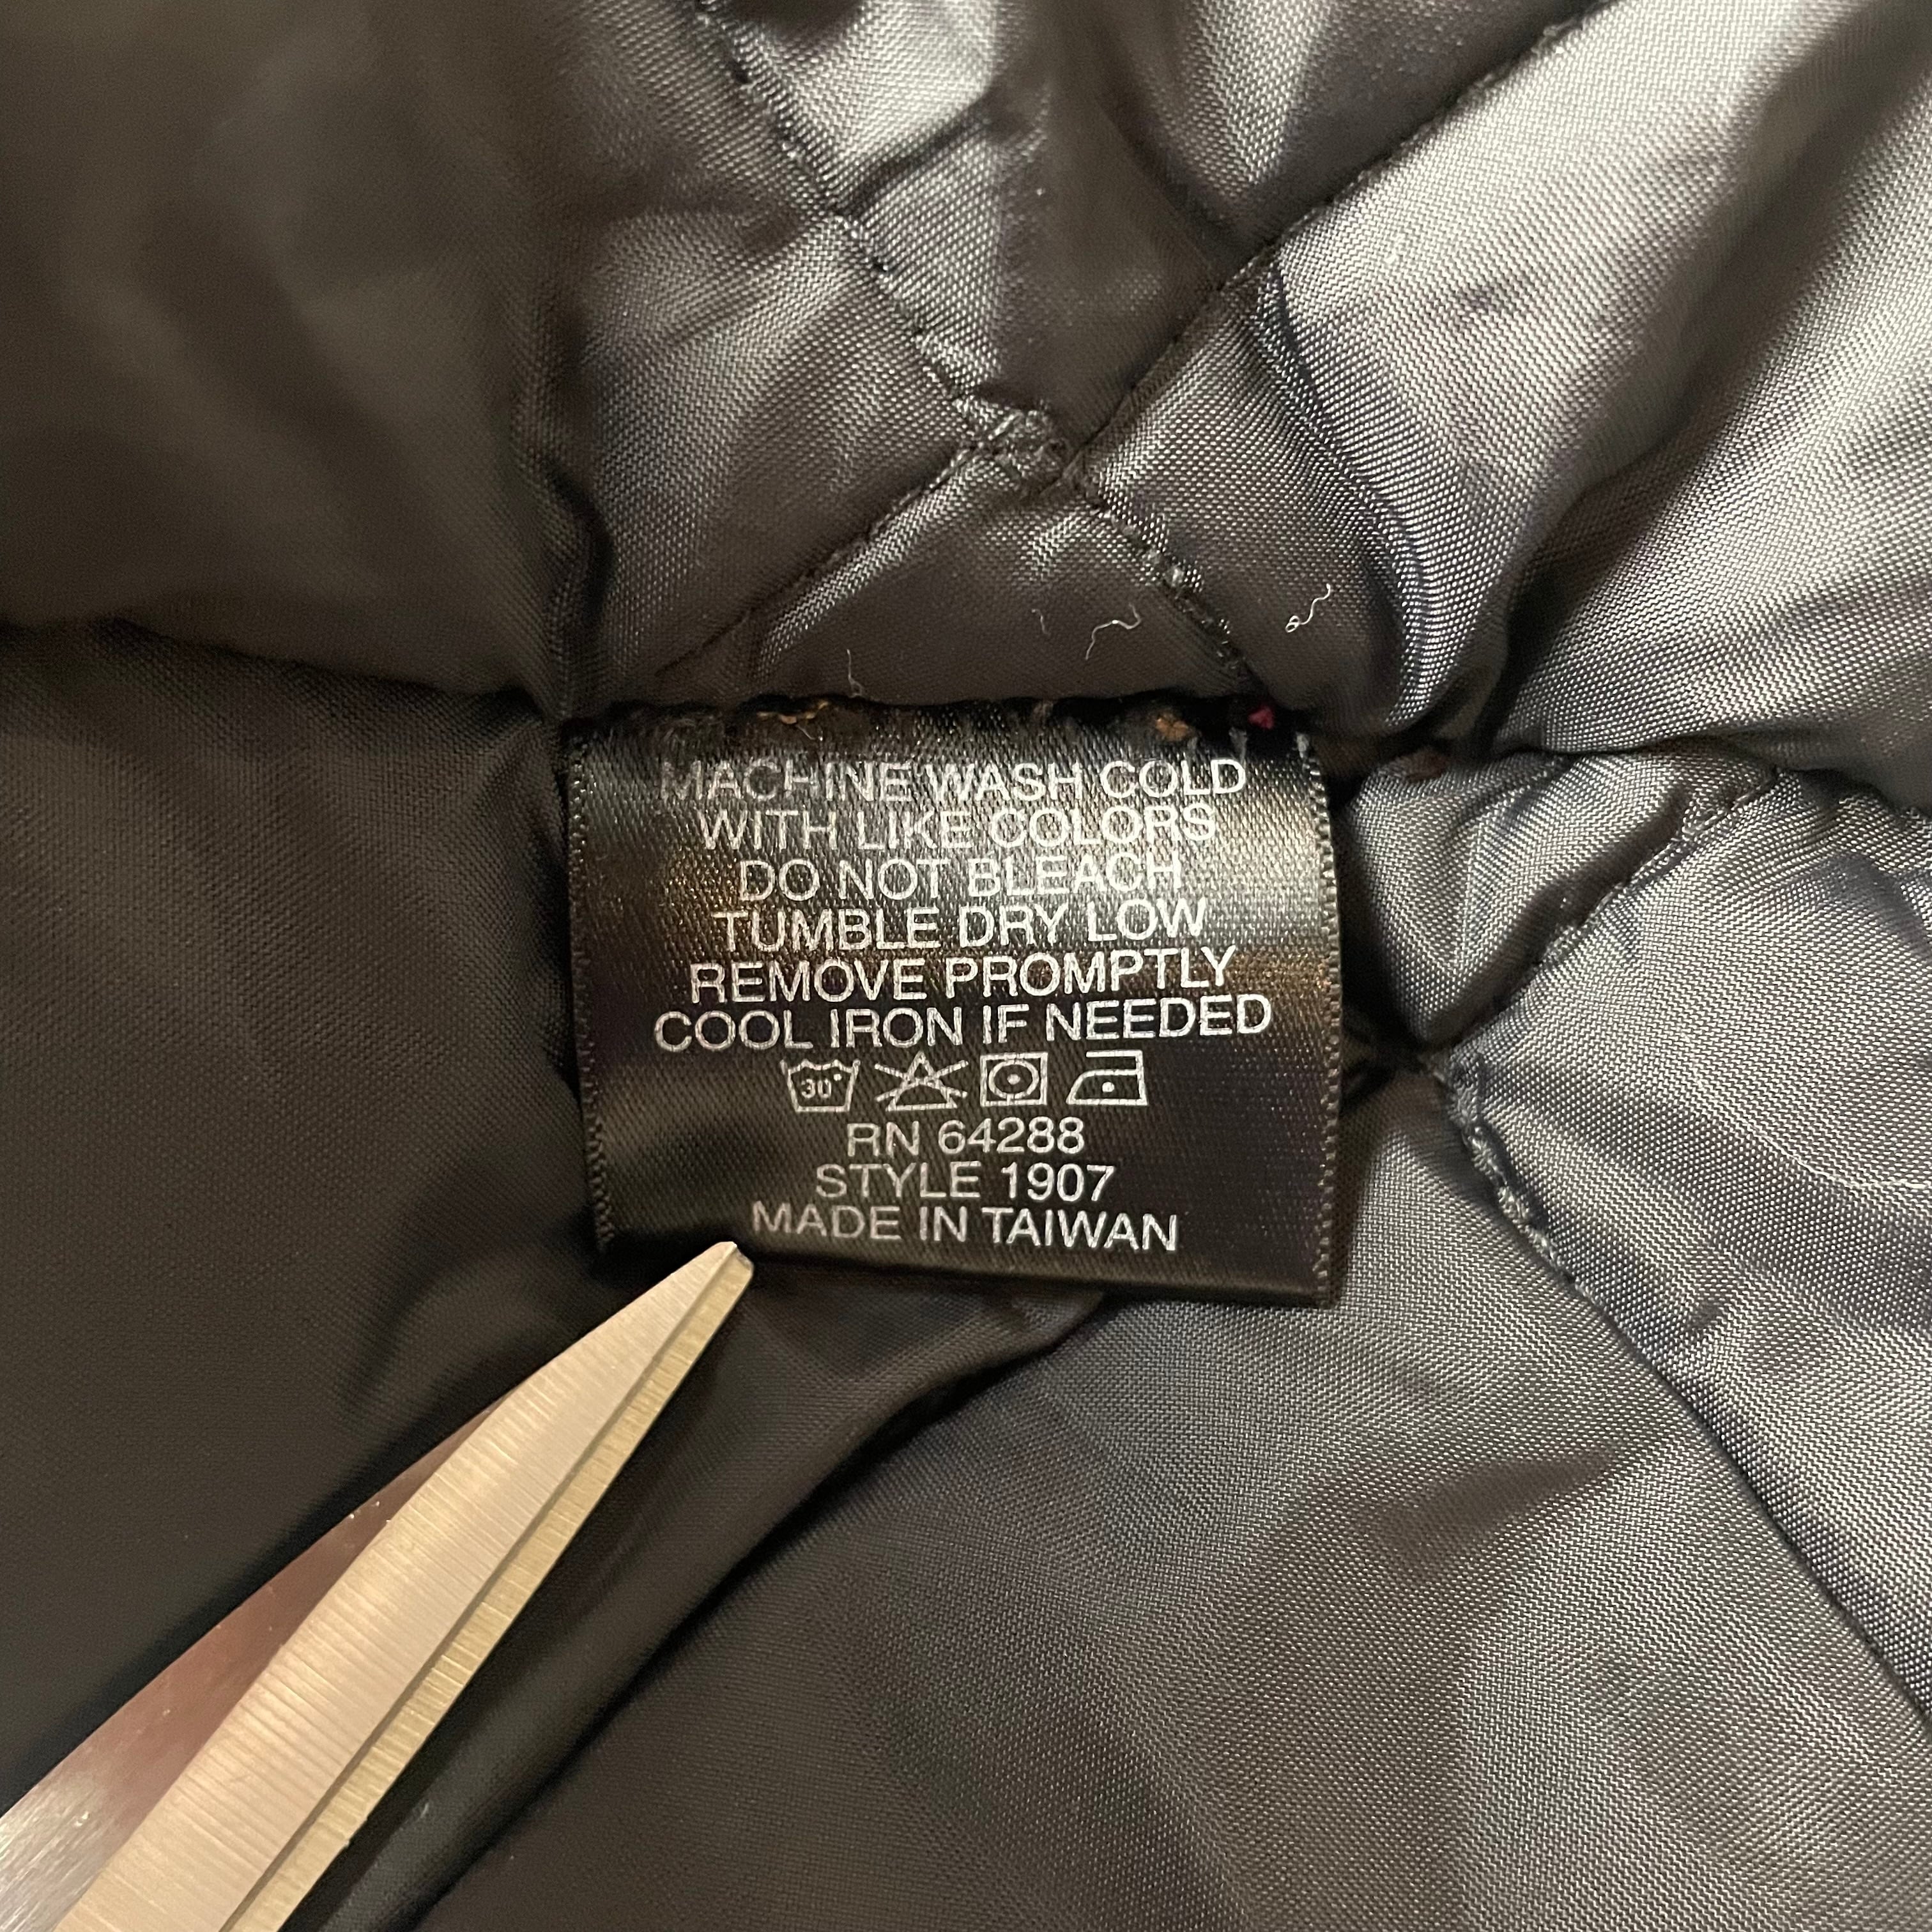 MACHINE WASH COLD
WITH LIKE COLORS
DO NOT BLEACH
TUMBLE DRY LOW
REMOVE PROMPTLY
COOL IRON IF NEEDED
30°
RN 64288
STYLE 1907
MADE IN TAIWAN